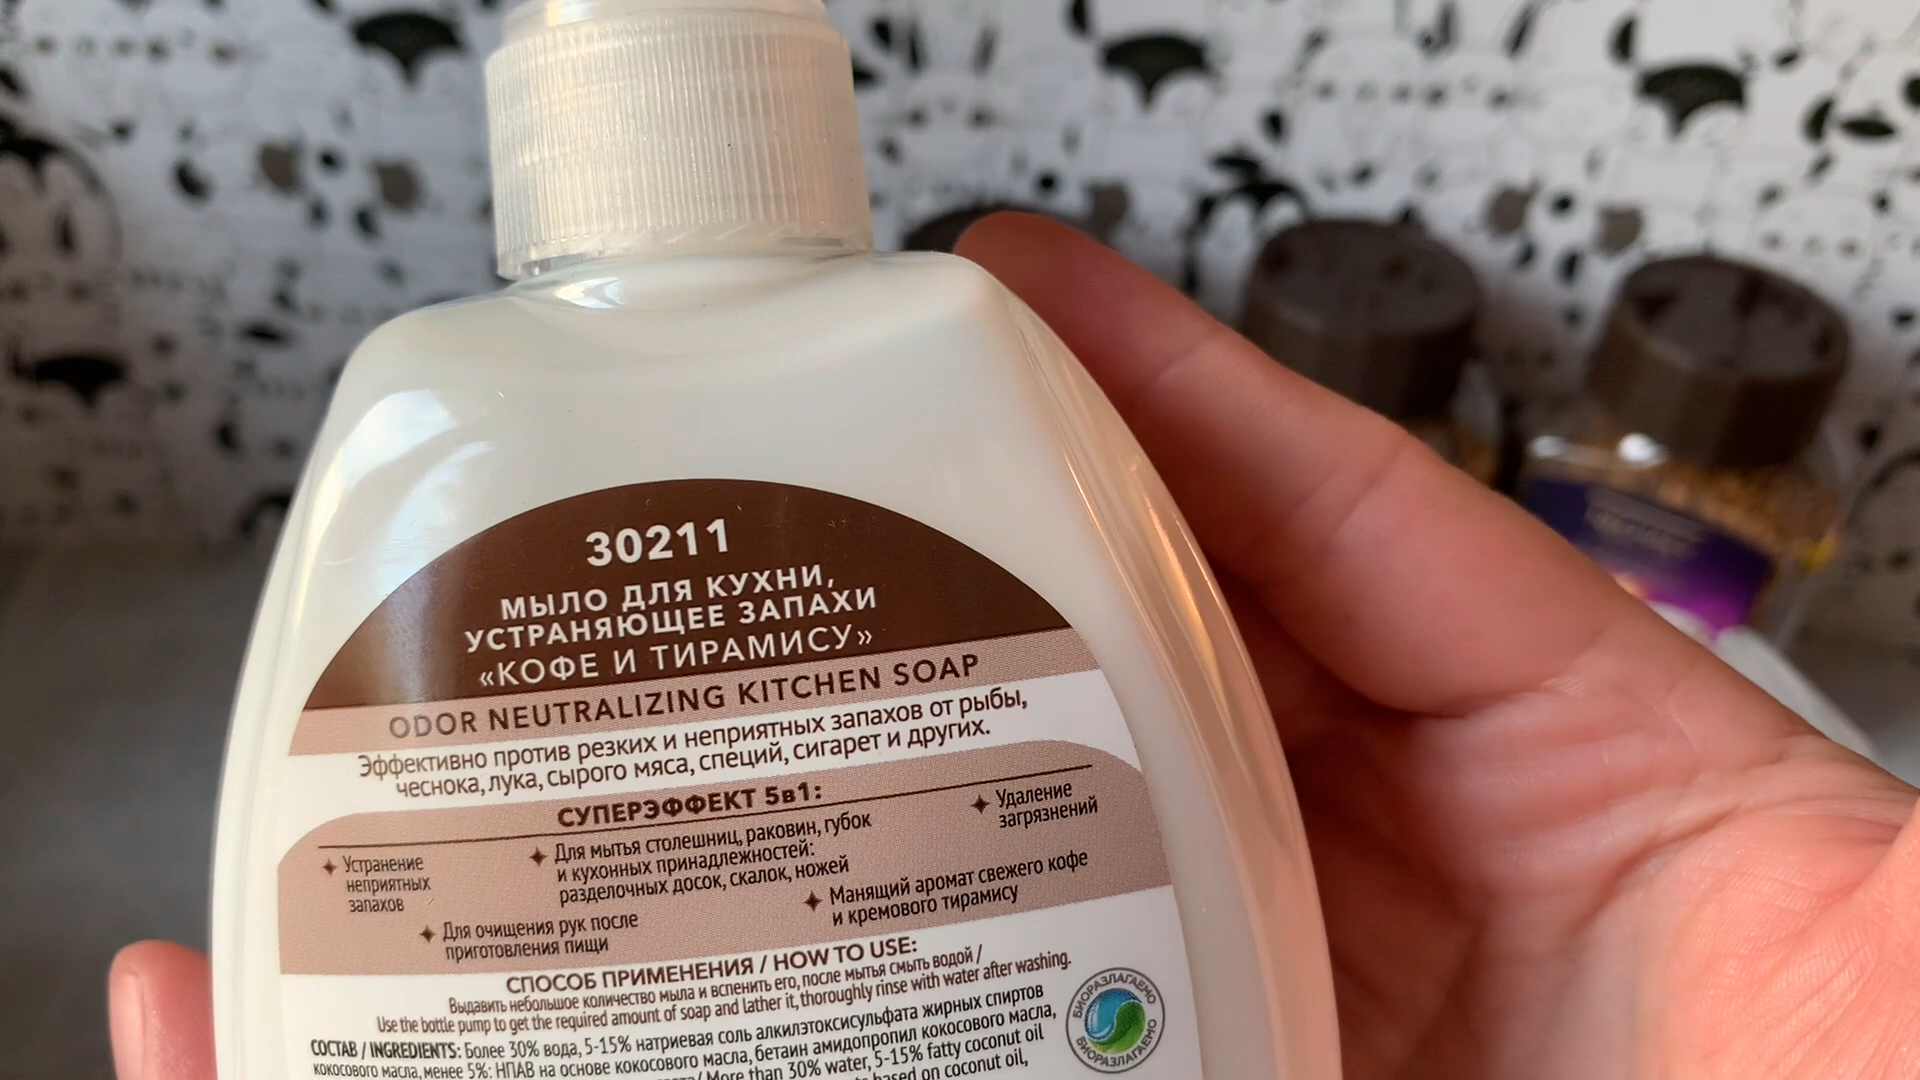 30211
МЫЛО ДЛЯ КУХНИ,
УСТРАНЯЮЩЕЕ ЗАПАХИ
«КОФЕ И ТИРАМИСУ»
ODOR NEUTRALIZING KITCHEN SOAP
Эффективно против резких и неприятных запахов от рыбы,
чеснока, лука, сырого мяса, специй, сигарет и других.
СУПЕРЭФФЕКТ 5в1:
Устранение
неприятных
запахов
Для мытья столешниц, раковин, губок
и кухонных принадлежностей:
разделочных досок, скалок, ножей
Удаление
загрязнений
Для очищения рук после
приготовления пищи
Манящий аромат свежего кофе
и кремового тирамису
СПОСОБ ПРИМЕНЕНИЯ / HOW TO USE:
Выдавить небольшое количество мыла и вспенить его, после мытья смыть водой /
Use the bottle pump to get the required amount of soap and lather it, thoroughly rinse with water after washing.
СОСТАВ / INGREDIENTS: Более 30% вода, 5-15% натриевая соль алкилэтоксисульфата жирных спиртов
кокосового масла, менее 5%: НПАВ на основе кокосового масла, бетаин амидопропил кокосового масла,
/ More than 30% water, 5-15% fatty coconut oil
based on coconut oil,
БИОРАЗЛАГАЕМО
БИОРАЗЛАГАЕМО